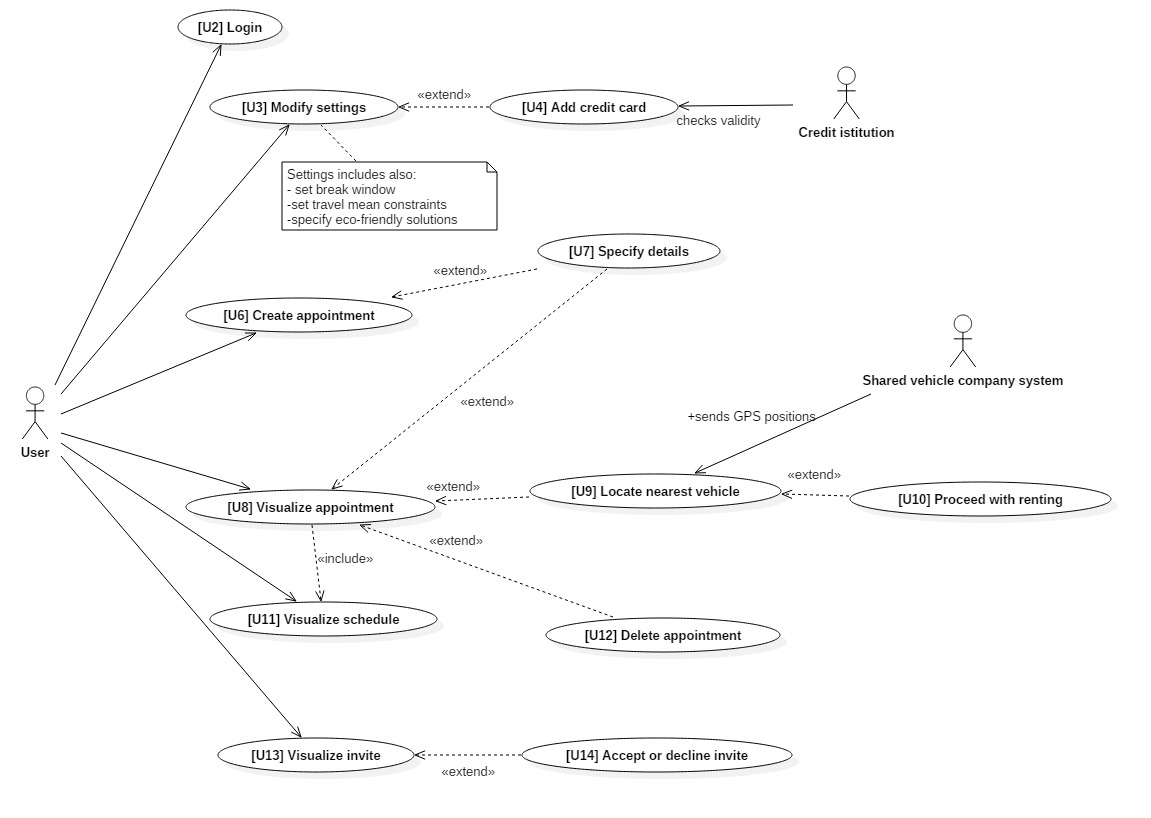 [U2] Login
[U3] Modify settings
«extend»
[U4] Add credit card
checks validity
Credit istitution
Settings includes also:
- set break window
-set travel mean constraints
-specify eco-friendly solutions
[U7] Specify details
«extend»
[U6] Create appointment
Shared vehicle company system
«extend»
+sends GPS positions
User
«extend»
[U8] Visualize appointment
«extend»
[U9] Locate nearest vehicle
«extend»
[U10] Proceed with renting
«extend»
«include»
[U11] Visualize schedule
[U12] Delete appointment
[U13] Visualize invite
«extend»
[U14] Accept or decline invite